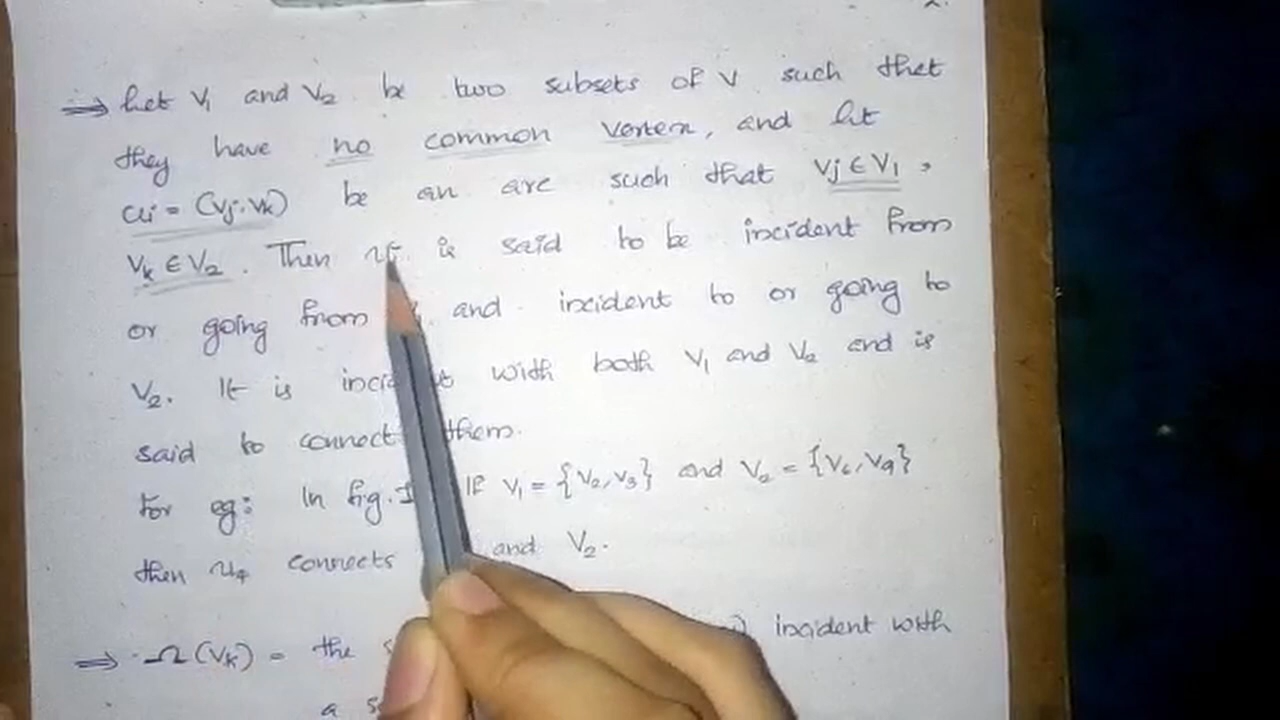 ⇒ Let V₁ and V₂ be two subsets of V such that
they have no common vertex, and let
ui = (vj, vk) be an arc such that vj ∈ V₁,
vk ∈ V₂. Then is said to be incident from
or going from and incident to or going to
V₂. It is incident with both V₁ and V₂ and is
said to connect them.
For eg: In fig. If V₁ = {v₂, v₃} and V₂ = {v₆, v₉}
then u₄ connects and V₂.
⇒ Ω(Vk) = the incident with
a